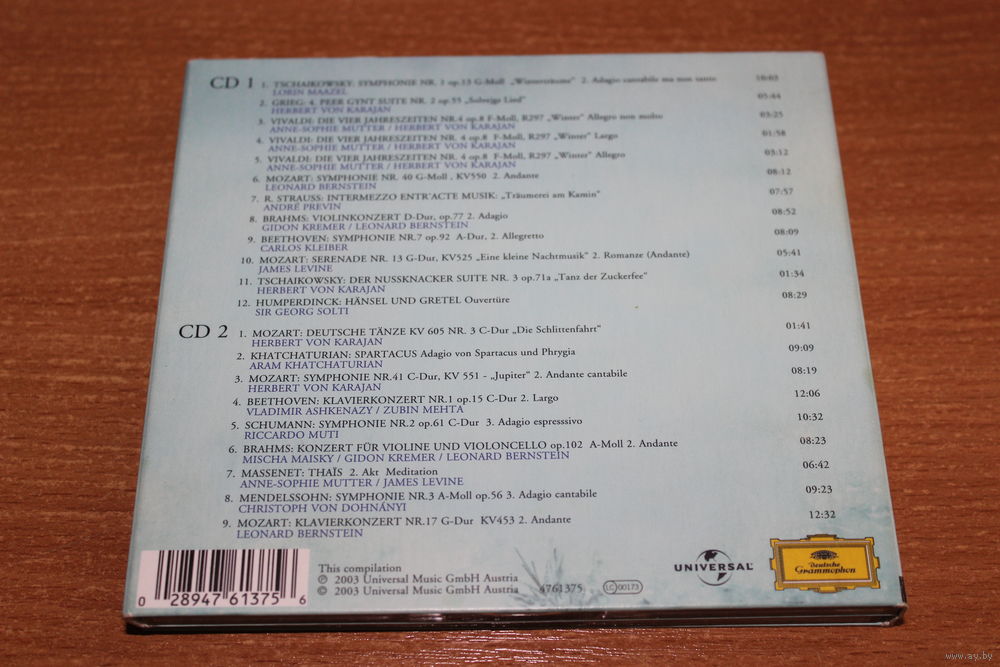 CD 1 1. TSCHAIKOWSKY: SYMPHONIE NR. 1 op.13 G-Moll „Winterträume“ 2. Adagio cantabile ma non tanto 10:03
LORIN MAAZEL
2. GRIEG: 4. PEER GYNT SUITE NR. 2 op.55 „Solvejgs Lied“ 05:44
HERBERT VON KARAJAN
3. VIVALDI: DIE VIER JAHRESZEITEN NR.4 op.8 F-Moll, R297 „Winter“ Allegro non molto 03:25
ANNE-SOPHIE MUTTER / HERBERT VON KARAJAN
4. VIVALDI: DIE VIER JAHRESZEITEN NR. 4 op.8 F-Moll, R297 „Winter“ Largo 01:58
ANNE-SOPHIE MUTTER / HERBERT VON KARAJAN
5. VIVALDI: DIE VIER JAHRESZEITEN NR. 4 op.8 F-Moll, R297 „Winter“ Allegro 03:12
ANNE-SOPHIE MUTTER / HERBERT VON KARAJAN
6. MOZART: SYMPHONIE NR. 40 G-Moll , KV550 2. Andante 08:12
LEONARD BERNSTEIN
7. R. STRAUSS: INTERMEZZO ENTR'ACTE MUSIK: „Träumerei am Kamin“ 07:57
ANDRÉ PREVIN
8. BRAHMS: VIOLINKONZERT D-Dur, op.77 2. Adagio 08:52
GIDON KREMER / LEONARD BERNSTEIN
9. BEETHOVEN: SYMPHONIE NR.7 op.92 A-Dur, 2. Allegretto 08:09
CARLOS KLEIBER
10. MOZART: SERENADE NR. 13 G-Dur, KV525 „Eine kleine Nachtmusik“ 2. Romanze (Andante) 05:41
JAMES LEVINE
11. TSCHAIKOWSKY: DER NUSSKNACKER SUITE NR. 3 op.71a „Tanz der Zuckerfee“ 01:34
HERBERT VON KARAJAN
12. HUMPERDINCK: HÄNSEL UND GRETEL Ouvertüre 08:29
SIR GEORG SOLTI
CD 2 1. MOZART: DEUTSCHE TÄNZE KV 605 NR. 3 C-Dur „Die Schlittenfahrt“ 01:41
HERBERT VON KARAJAN
2. KHATCHATURIAN: SPARTACUS Adagio von Spartacus und Phrygia 09:09
ARAM KHATCHATURIAN
3. MOZART: SYMPHONIE NR.41 C-Dur, KV 551 - „Jupiter“ 2. Andante cantabile 08:19
HERBERT VON KARAJAN
4. BEETHOVEN: KLAVIERKONZERT NR.1 op.15 C-Dur 2. Largo 12:06
VLADIMIR ASHKENAZY / ZUBIN MEHTA
5. SCHUMANN: SYMPHONIE NR.2 op.61 C-Dur 3. Adagio espresssivo 10:32
RICCARDO MUTI
6. BRAHMS: KONZERT FÜR VIOLINE UND VIOLONCELLO op.102 A-Moll 2. Andante 08:23
MISCHA MAISKY / GIDON KREMER / LEONARD BERNSTEIN
7. MASSENET: THAÏS 2. Akt Meditation 06:42
ANNE-SOPHIE MUTTER / JAMES LEVINE
8. MENDELSSOHN: SYMPHONIE NR.3 A-Moll op.56 3. Adagio cantabile 09:23
CHRISTOPH VON DOHNÁNYI
9. MOZART: KLAVIERKONZERT NR.17 G-Dur KV453 2. Andante 12:32
LEONARD BERNSTEIN
This compilation
℗ 2003 Universal Music GmbH Austria
© 2003 Universal Music GmbH Austria 4761375 LC 00173
0 28947 61375 6
UNIVERSAL
Deutsche
Grammophon
www.ay.by